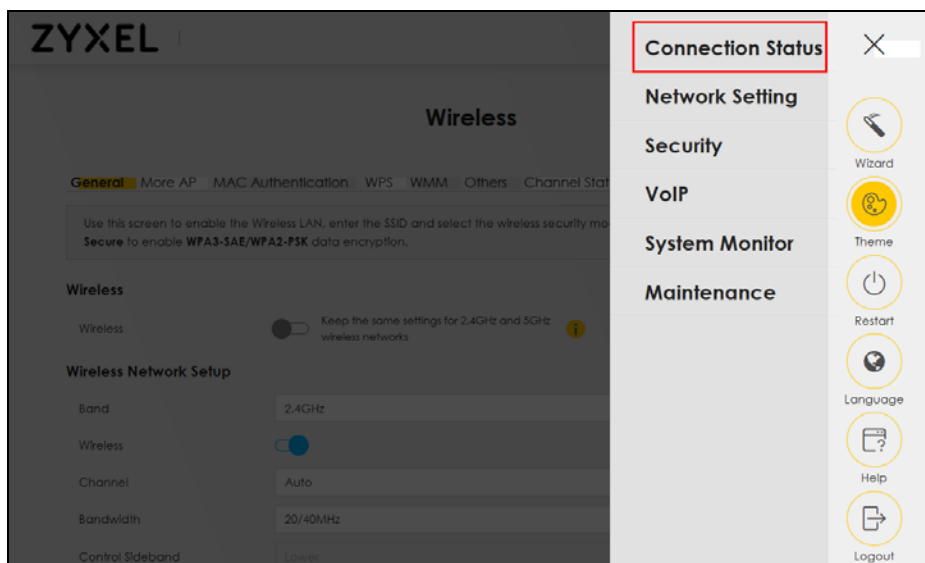 ZYXEL
Wireless
General More AP MAC Authentication WPS WMM Others Channel Stat
Use this screen to enable the Wireless LAN, enter the SSID and select the wireless security mo
Secure to enable WPA3-SAE/WPA2-PSK data encryption.
Wireless
Wireless
Keep the same settings for 2.4GHz and 5GHz
wireless networks
i
Wireless Network Setup
Band 2.4GHz
Wireless
Channel Auto
Bandwidth 20/40MHz
Control Sideband Lower
Connection Status
Network Setting
Security
VoIP
System Monitor
Maintenance
Wizard
Theme
Restart
Language
?
Help
Logout